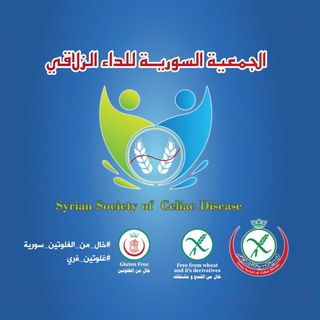 الجمعية السورية للداء الزلاقي
Syrian Society of Celiac Disease
#خال_من_الغلوتين_سورية
#غلوتين_فري
Gluten Free
خال من الغلوتين
Free from wheat
and it's derivatives
خال من القمح و مشتقاته